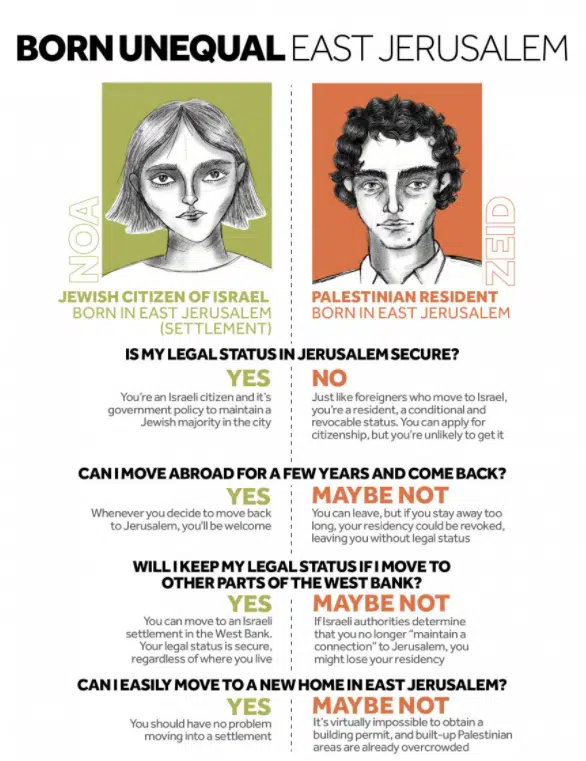 BORN UNEQUAL EAST JERUSALEM
NOA
ZEID
JEWISH CITIZEN OF ISRAEL
BORN IN EAST JERUSALEM
(SETTLEMENT)
PALESTINIAN RESIDENT
BORN IN EAST JERUSALEM
IS MY LEGAL STATUS IN JERUSALEM SECURE?
YES
You're an Israeli citizen and it's
government policy to maintain a
Jewish majority in the city
NO
Just like foreigners who move to Israel,
you're a resident, a conditional and
revocable status. You can apply for
citizenship, but you're unlikely to get it
CAN I MOVE ABROAD FOR A FEW YEARS AND COME BACK?
YES
Whenever you decide to move back
to Jerusalem, you'll be welcome
MAYBE NOT
You can leave, but if you stay away too
long, your residency could be revoked,
leaving you without legal status
WILL I KEEP MY LEGAL STATUS IF I MOVE TO
OTHER PARTS OF THE WEST BANK?
YES
You can move to an Israeli
settlement in the West Bank.
Your legal status is secure,
regardless of where you live
MAYBE NOT
If Israeli authorities determine
that you no longer "maintain a
connection" to Jerusalem, you
might lose your residency
CAN I EASILY MOVE TO A NEW HOME IN EAST JERUSALEM?
YES
You should have no problem
moving into a settlement
MAYBE NOT
It's virtually impossible to obtain a
building permit, and built-up Palestinian
areas are already overcrowded